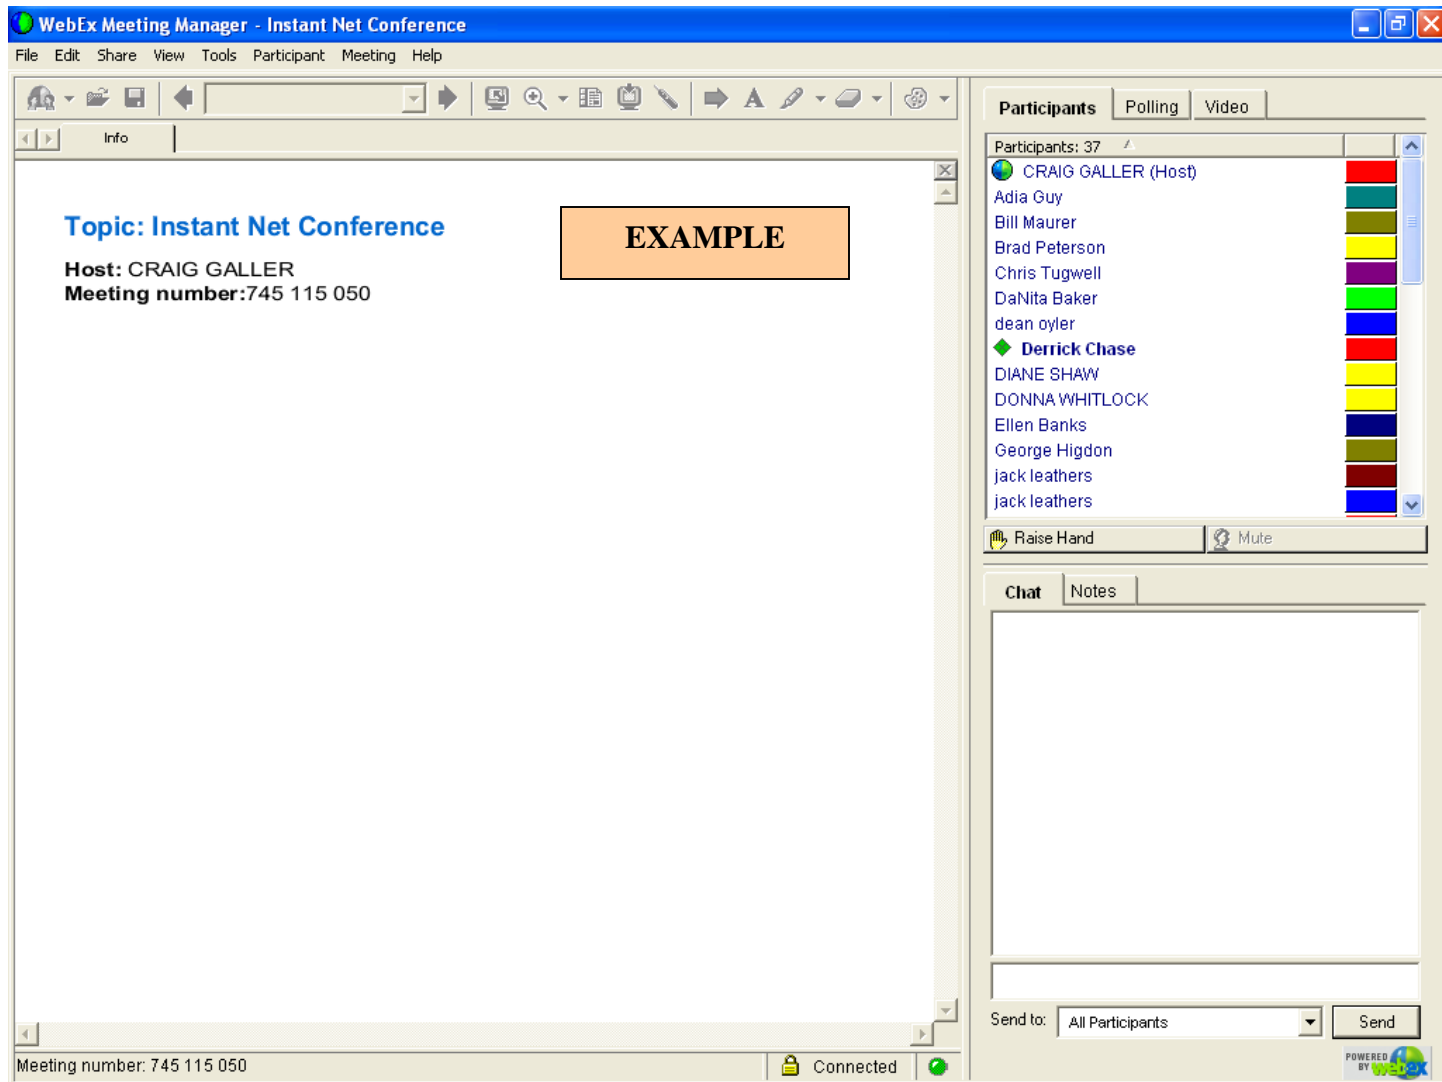 WebEx Meeting Manager - Instant Net Conference
File Edit Share View Tools Participant Meeting Help
Info
Topic: Instant Net Conference
Host: CRAIG GALLER
Meeting number:745 115 050
EXAMPLE
Participants Polling Video
Participants: 37
CRAIG GALLER (Host)
Adia Guy
Bill Maurer
Brad Peterson
Chris Tugwell
DaNita Baker
dean oyler
Derrick Chase
DIANE SHAW
DONNA WHITLOCK
Ellen Banks
George Higdon
jack leathers
jack leathers
Raise Hand Mute
Chat Notes
Send to: All Participants Send
Meeting number: 745 115 050 Connected
POWERED
BY webex